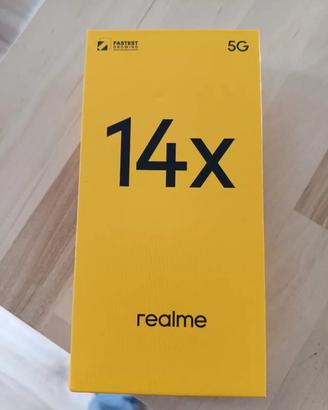 FASTEST
GROWING
5G
14x
realme